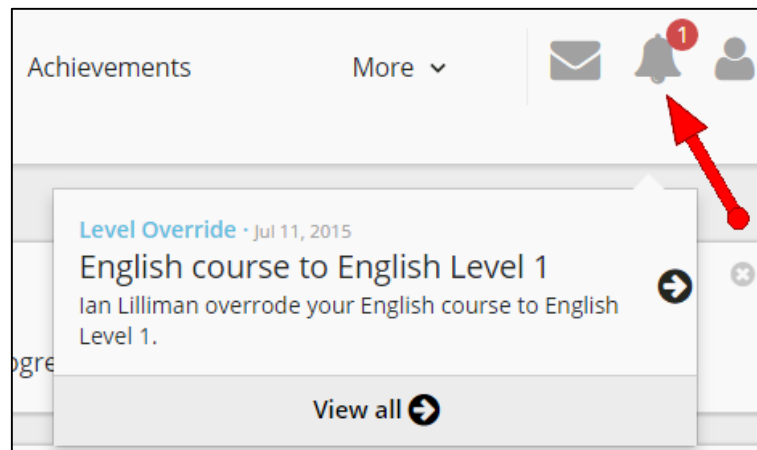 Achievements
More
1
Level Override · Jul 11, 2015
English course to English Level 1
Ian Lilliman overrode your English course to English
Level 1.
ogre
View all